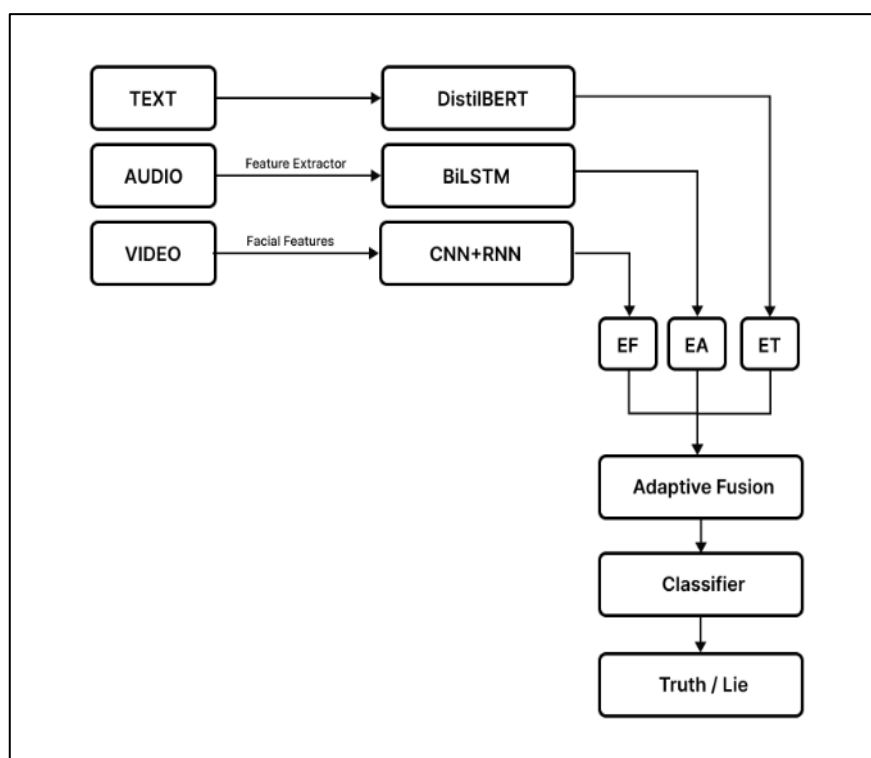 TEXT
DistilBERT
AUDIO
Feature Extractor
BiLSTM
VIDEO
Facial Features
CNN+RNN
EF
EA
ET
Adaptive Fusion
Classifier
Truth / Lie